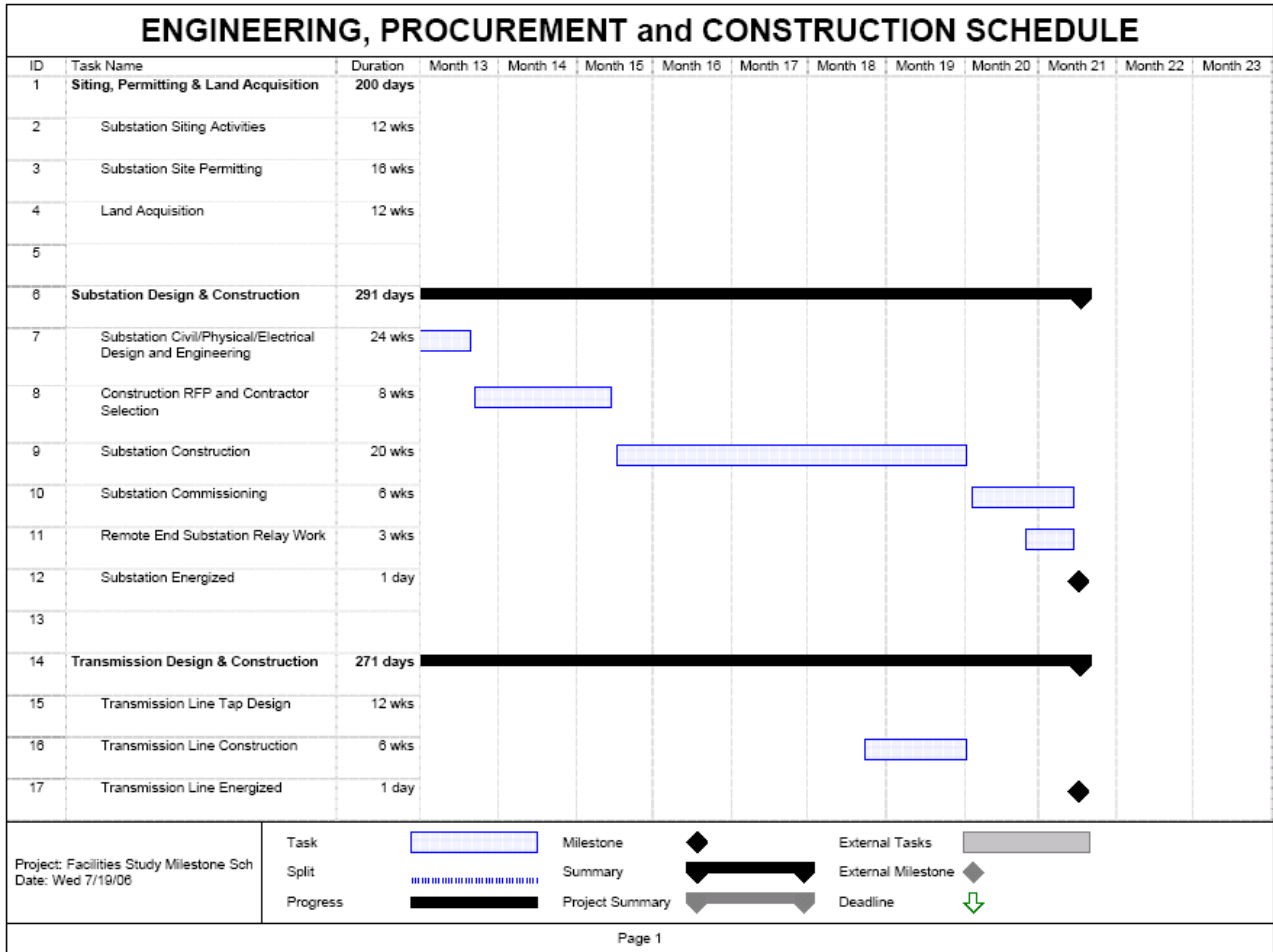 ENGINEERING, PROCUREMENT and CONSTRUCTION SCHEDULE
ID Task Name Duration Month 13 Month 14 Month 15 Month 16 Month 17 Month 18 Month 19 Month 20 Month 21 Month 22 Month 23
1 Siting, Permitting & Land Acquisition 200 days
2 Substation Siting Activities 12 wks
3 Substation Site Permitting 16 wks
4 Land Acquisition 12 wks
5
6 Substation Design & Construction 291 days
7 Substation Civil/Physical/Electrical 24 wks
Design and Engineering
8 Construction RFP and Contractor 8 wks
Selection
9 Substation Construction 20 wks
10 Substation Commissioning 6 wks
11 Remote End Substation Relay Work 3 wks
12 Substation Energized 1 day
13
14 Transmission Design & Construction 271 days
15 Transmission Line Tap Design 12 wks
16 Transmission Line Construction 6 wks
17 Transmission Line Energized 1 day
Project: Facilities Study Milestone Sch
Date: Wed 7/19/06
Task Milestone External Tasks
Split Summary External Milestone
Progress Project Summary Deadline
Page 1